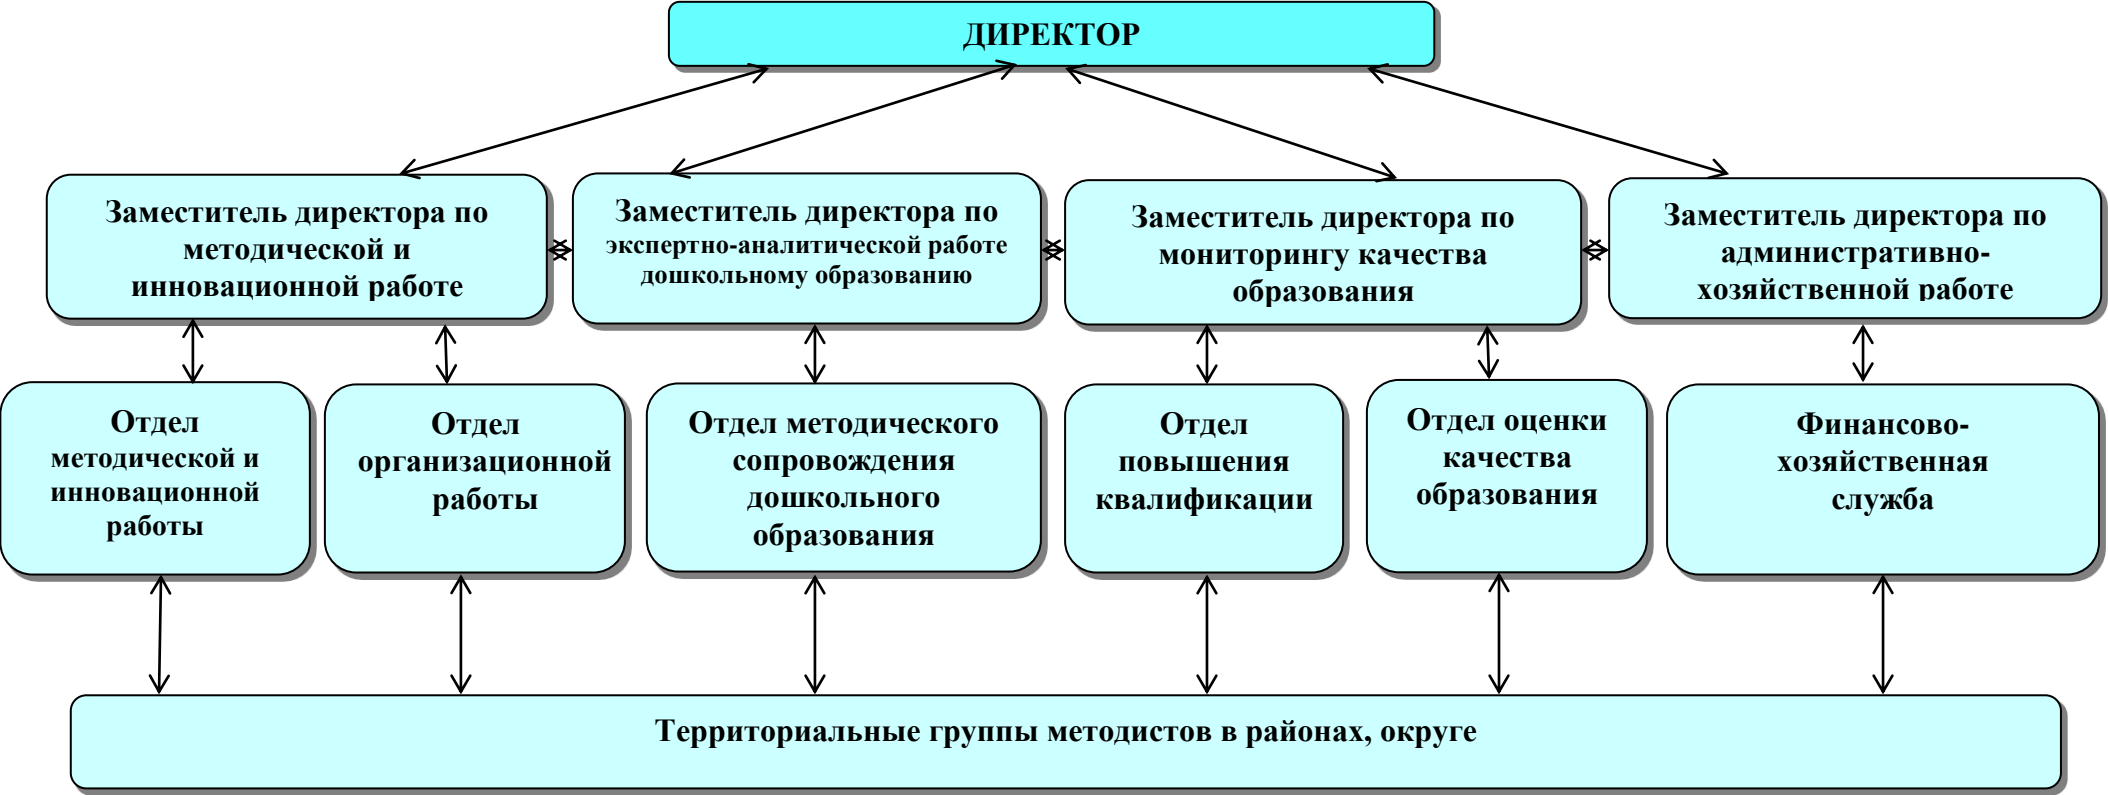 ДИРЕКТОР
Заместитель директора по
методической и
инновационной работе
Заместитель директора по
экспертно-аналитической работе
дошкольному образованию
Заместитель директора по
мониторингу качества
образования
Заместитель директора по
административно-
хозяйственной работе
Отдел
методической и
инновационной
работы
Отдел
организационной
работы
Отдел методического
сопровождения
дошкольного
образования
Отдел
повышения
квалификации
Отдел оценки
качества
образования
Финансово-
хозяйственная
служба
Территориальные группы методистов в районах, округе